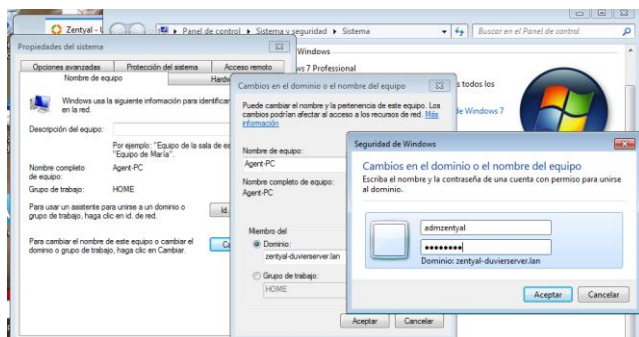 Zentyal - L
Panel de control ▸ Sistema y seguridad ▸ Sistema
Buscar en el Panel de control
Propiedades del sistema
Opciones avanzadas
Protección del sistema
Acceso remoto
Nombre de equipo
Hardw
Windows usa la siguiente información para identificar
en la red.
Descripción del equipo:
Por ejemplo: "Equipo de la sala de es
"Equipo de María".
Nombre completo
de equipo:
Agent-PC
Grupo de trabajo:
HOME
Para usar un asistente para unirse a un dominio o
grupo de trabajo, haga clic en id. de red.
Id.
Para cambiar el nombre de este equipo o cambiar el
dominio o grupo de trabajo, haga clic en Cambiar.
Ca
Windows
ws 7 Professional
s todos los
de Windows 7
Cambios en el dominio o el nombre del equipo
Puede cambiar el nombre y la pertenencia de este equipo. Los
cambios podrían afectar al acceso a los recursos de red. Más
información
Nombre de equipo:
Agent-PC
Nombre completo de equipo:
Agent-PC
Miembro del
Dominio:
zentyal-duvierserver.lan
Grupo de trabajo:
HOME
Aceptar
Cancelar
Seguridad de Windows
Cambios en el dominio o el nombre del equipo
Escriba el nombre y la contraseña de una cuenta con permiso para unirse
al dominio.
admzentyal
●●●●●●●●
Dominio: zentyal-duvierserver.lan
Aceptar
Cancelar